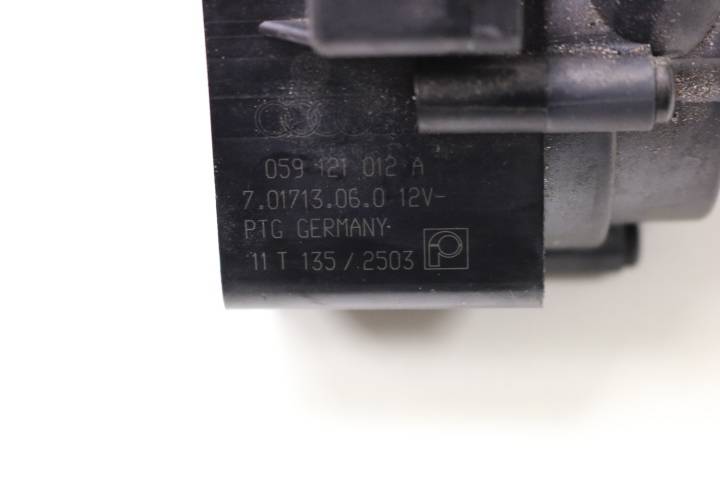 059 121 012 A
7.01713.06.0 12V-
PTG GERMANY
11 T 135 / 2503